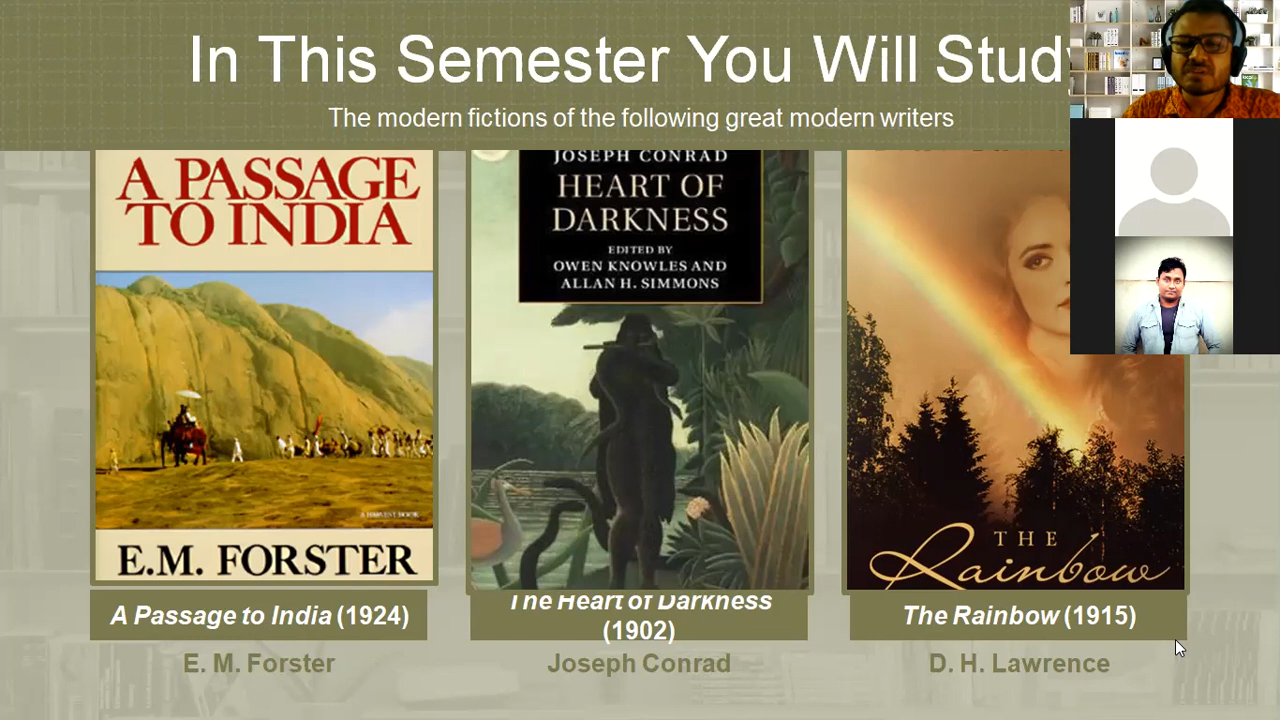 In This Semester You Will Stud
The modern fictions of the following great modern writers
A PASSAGE
TO INDIA
A HARVEST BOOK
E.M. FORSTER
JOSEPH CONRAD
HEART OF
DARKNESS
EDITED BY
OWEN KNOWLES AND
ALLAN H. SIMMONS
THE
Rainbow
A Passage to India (1924)
The Heart of Darkness
(1902)
The Rainbow (1915)
E. M. Forster
Joseph Conrad
D. H. Lawrence